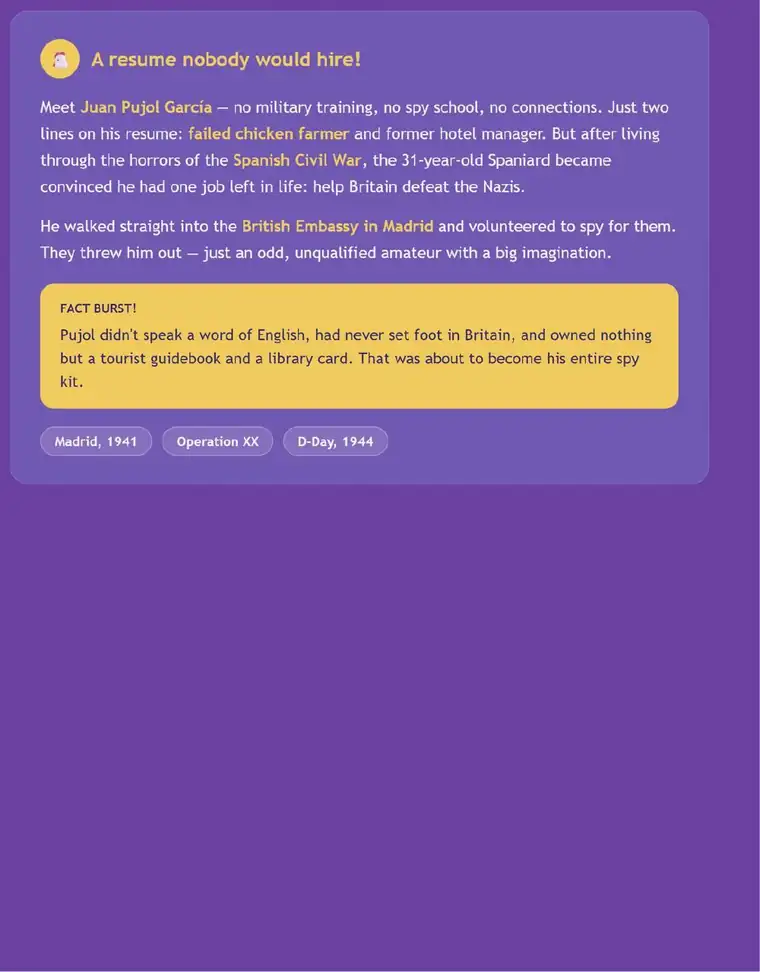 A resume nobody would hire!
Meet Juan Pujol García — no military training, no spy school, no connections. Just two
lines on his resume: failed chicken farmer and former hotel manager. But after living
through the horrors of the Spanish Civil War, the 31-year-old Spaniard became
convinced he had one job left in life: help Britain defeat the Nazis.
He walked straight into the British Embassy in Madrid and volunteered to spy for them.
They threw him out — just an odd, unqualified amateur with a big imagination.
FACT BURST!
Pujol didn't speak a word of English, had never set foot in Britain, and owned nothing
but a tourist guidebook and a library card. That was about to become his entire spy
kit.
Madrid, 1941
Operation XX
D-Day, 1944